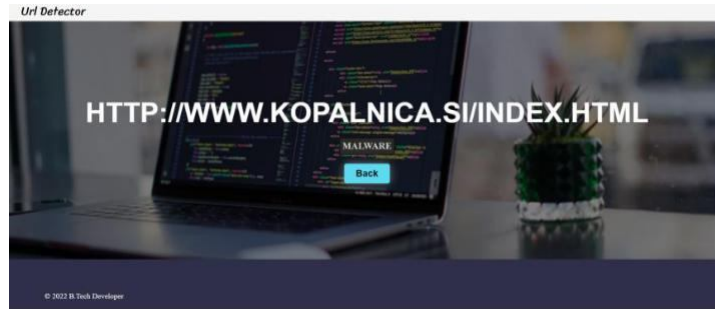 Url Detector
HTTP://WWW.KOPALNICA.SI/INDEX.HTML
MALWARE
Back
© 2022 B.Tech Developer